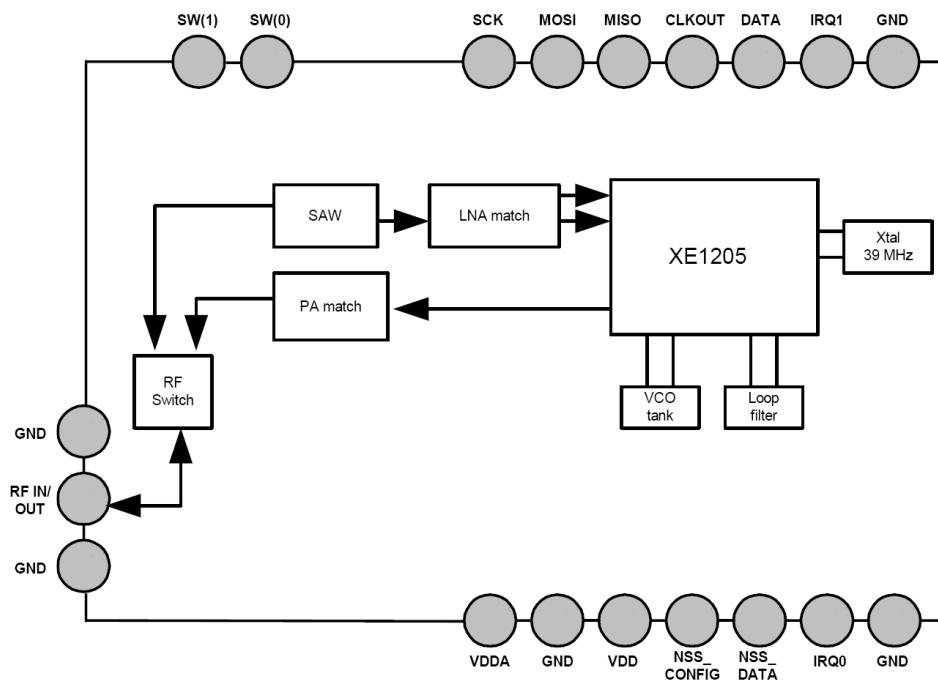 SW(1) SW(0) SCK MOSI MISO CLKOUT DATA IRQ1 GND
SAW
LNA match
XE1205
Xtal
39 MHz
PA match
RF
Switch
VCO
tank
Loop
filter
GND
RF IN/
OUT
GND
VDDA GND VDD NSS_
CONFIG NSS_
DATA IRQ0 GND